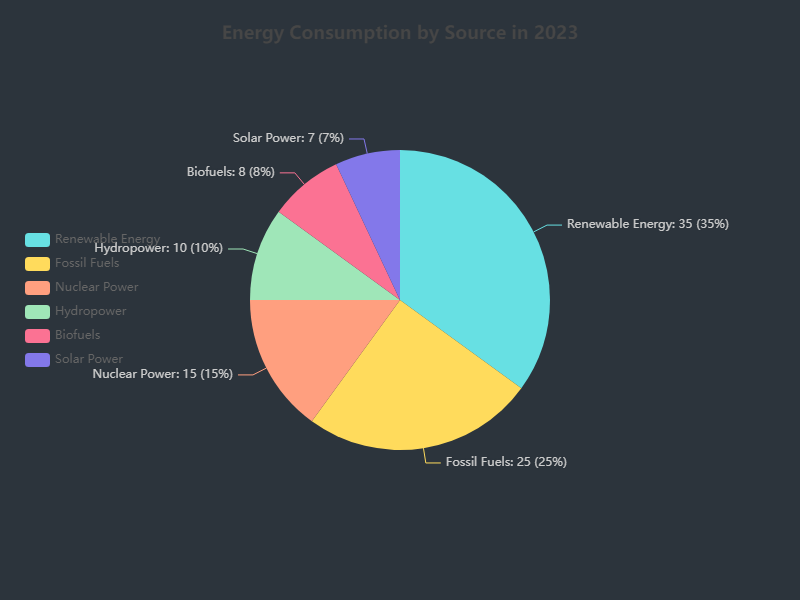 Energy Consumption by Source in 2023
Solar Power: 7 (7%)
Biofuels: 8 (8%)
Renewable Energy: 35 (35%)
Hydropower: 10 (10%)
Nuclear Power: 15 (15%)
Fossil Fuels: 25 (25%)
Renewable Energy
Fossil Fuels
Nuclear Power
Hydropower
Biofuels
Solar Power